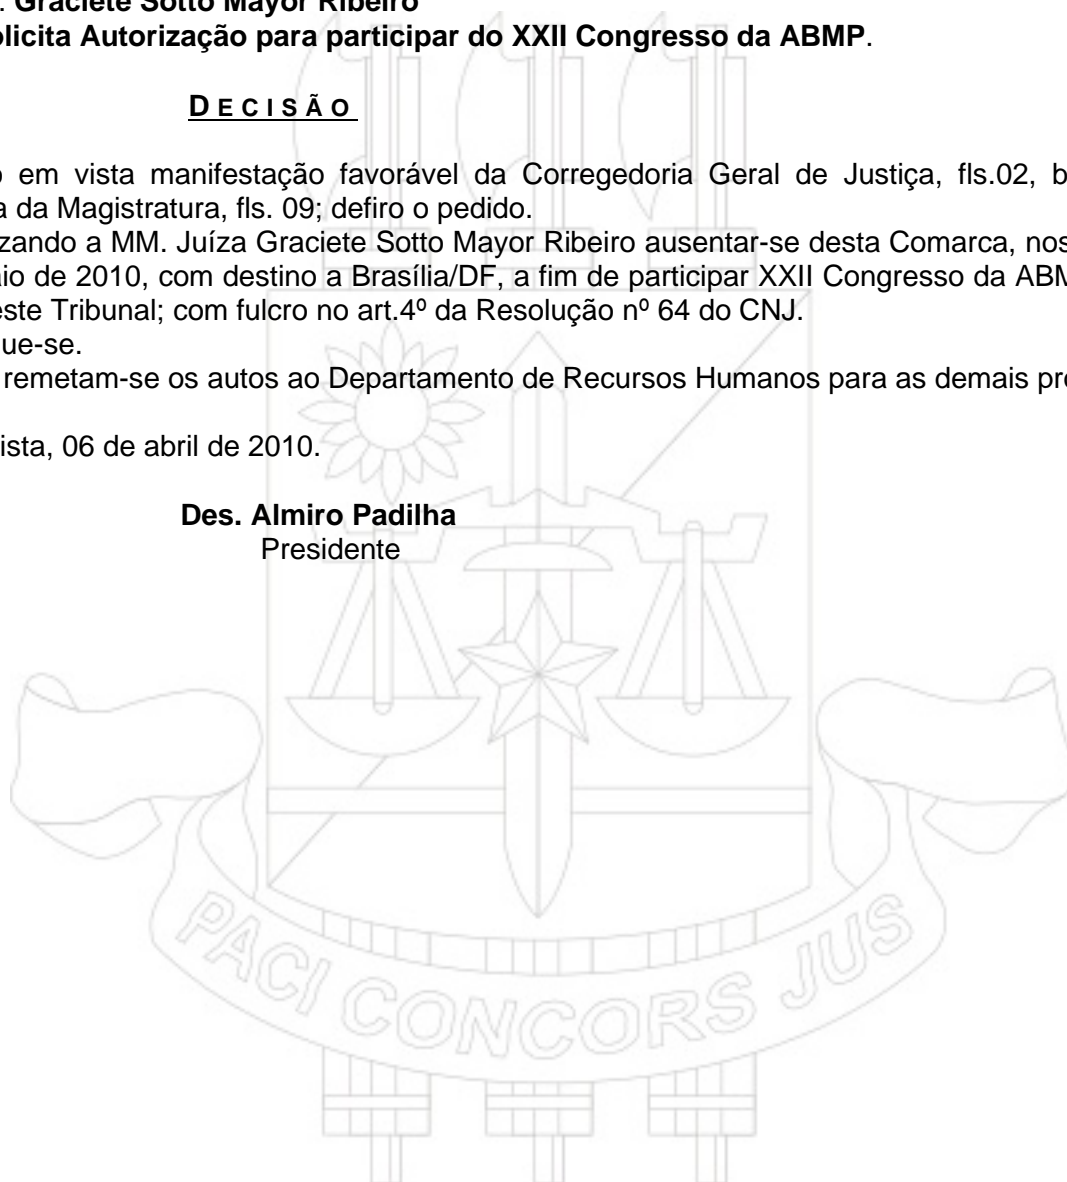 . Graciete Sotto Mayor Ribeiro
olicita Autorização para participar do XXII Congresso da ABMP.
DECISÃO
o em vista manifestação favorável da Corregedoria Geral de Justiça, fls.02, b
a da Magistratura, fls. 09; defiro o pedido.
zando a MM. Juíza Graciete Sotto Mayor Ribeiro ausentar-se desta Comarca, nos
aio de 2010, com destino a Brasília/DF, a fim de participar XXII Congresso da ABM
este Tribunal; com fulcro no art.4º da Resolução nº 64 do CNJ.
ue-se.
remetam-se os autos ao Departamento de Recursos Humanos para as demais pro
ista, 06 de abril de 2010.
Des. Almiro Padilha
Presidente
PACI CONCORS JUS